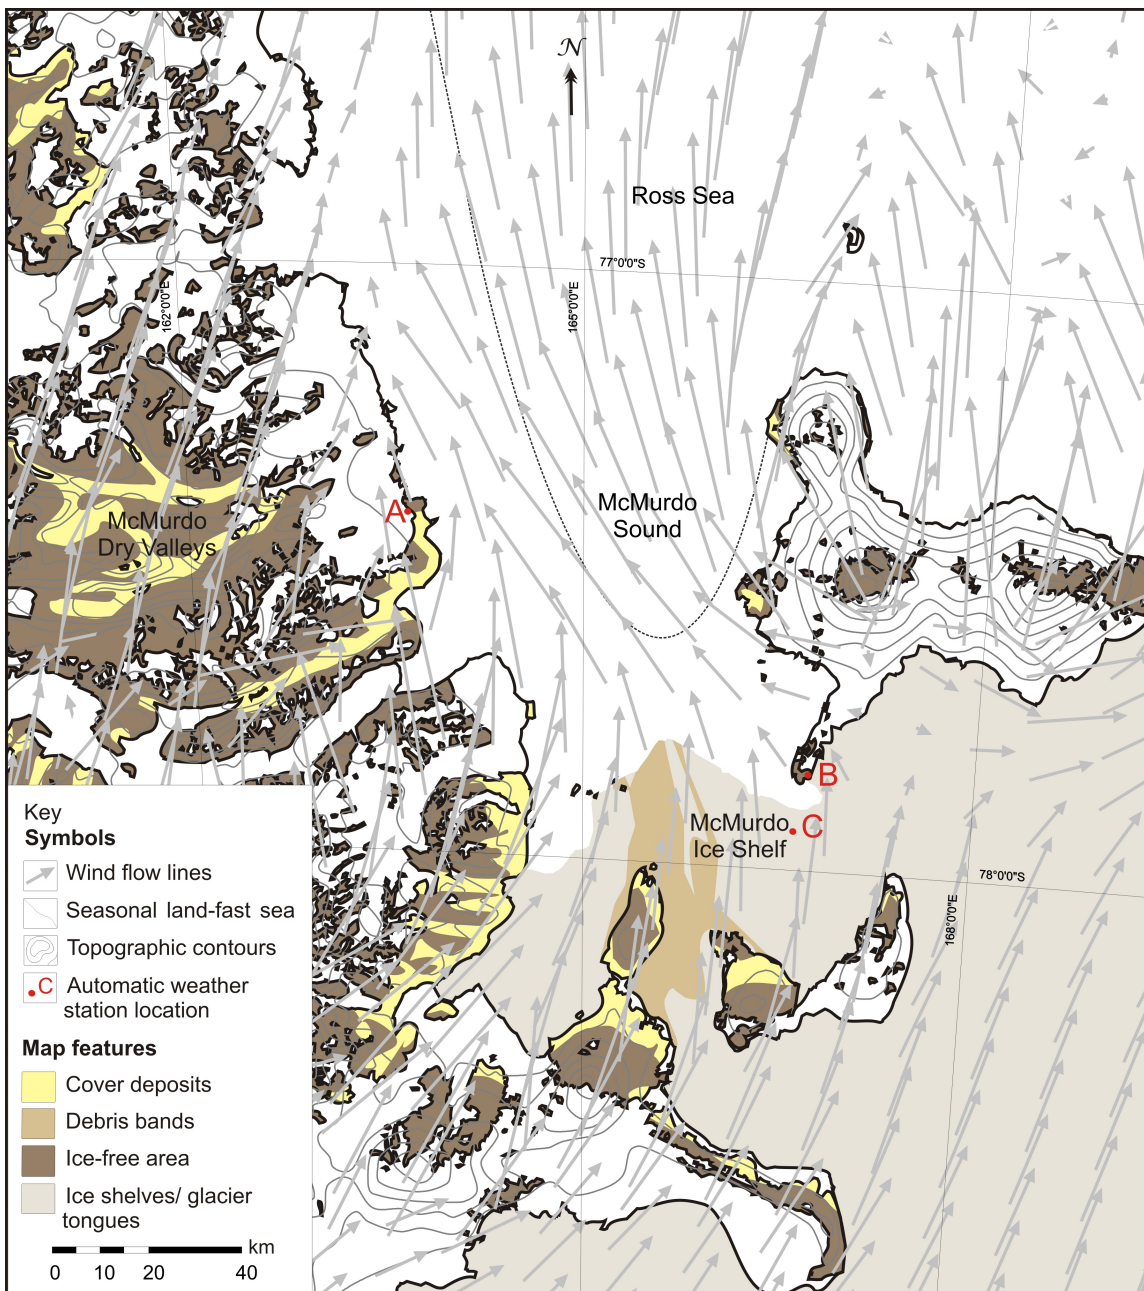 N
Ross Sea
77°0'0"S
162°0'0"E
165°0'0"E
A
McMurdo
Sound
McMurdo
Dry Valleys
B
McMurdo
Ice Shelf
C
78°0'0"S
168°0'0"E
Key
Symbols
Wind flow lines
Seasonal land-fast sea
Topographic contours
C
Automatic weather
station location
Map features
Cover deposits
Debris bands
Ice-free area
Ice shelves/ glacier
tongues
km
0 10 20 40